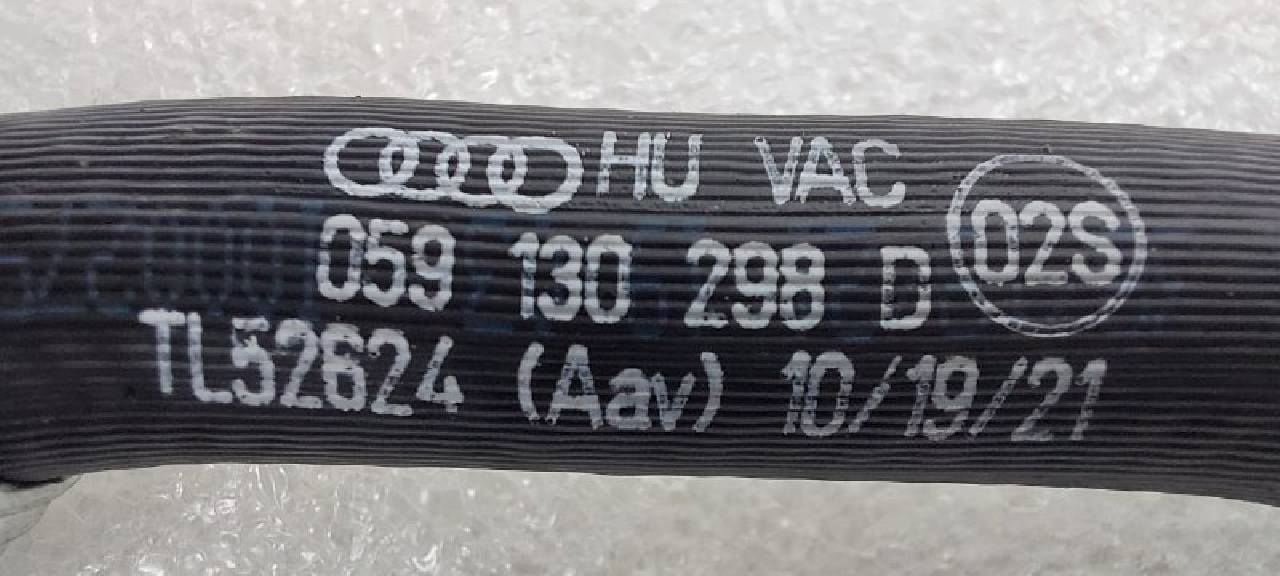 HU VAC
02S
059 130 298 D
TL52624 (Aav) 10/19/21